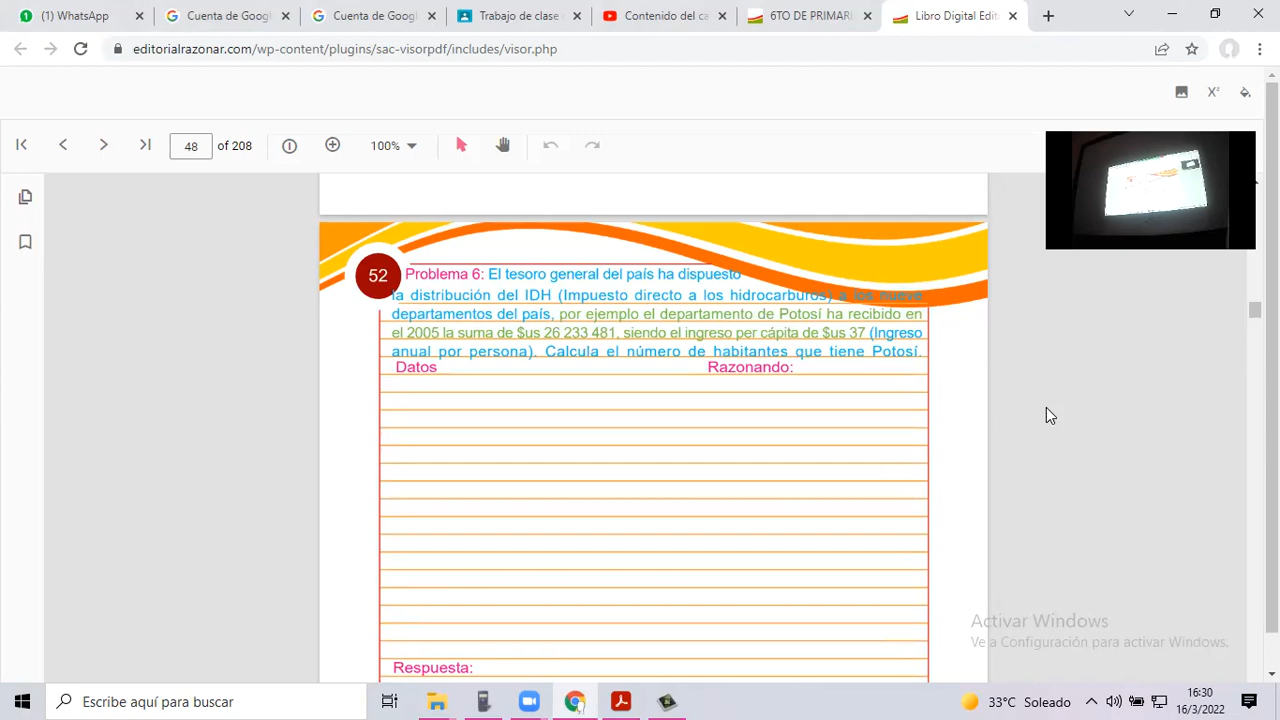 (1) WhatsApp
Cuenta de Googl
Cuenta de Googl
Trabajo de clase
Contenido del ca
6TO DE PRIMARI
Libro Digital Edit
editorialrazonar.com/wp-content/plugins/sac-visorpdf/includes/visor.php
X²
48 of 208
100%
52
Problema 6: El tesoro general del país ha dispuesto
la distribución del IDH (Impuesto directo a los hidrocarburos) a los nueve
departamentos del país, por ejemplo el departamento de Potosí ha recibido en
el 2005 la suma de $us 26 233 481, siendo el ingreso per cápita de $us 37 (Ingreso
anual por persona). Calcula el número de habitantes que tiene Potosí.
Datos Razonando:
Respuesta:
Activar Windows
Ve a Configuración para activar Windows.
Escribe aquí para buscar
33°C Soleado
16:30
16/3/2022